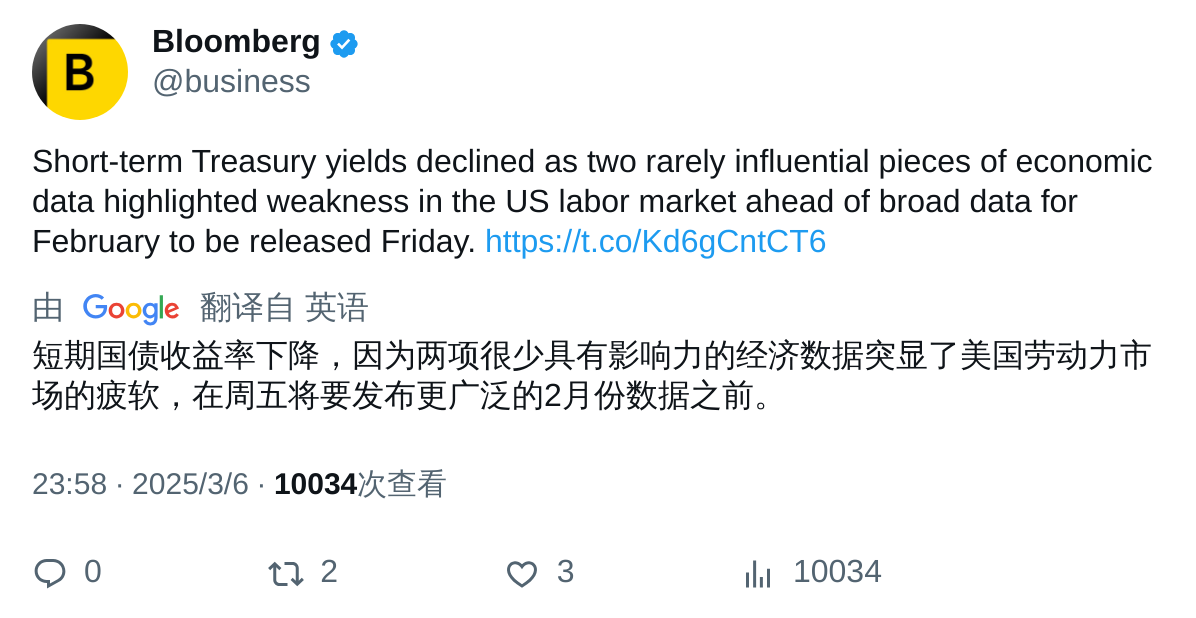 B
Bloomberg
@business
Short-term Treasury yields declined as two rarely influential pieces of economic
data highlighted weakness in the US labor market ahead of broad data for
February to be released Friday. https://t.co/Kd6gCntCT6
由 Google 翻译自 英语
短期国债收益率下降，因为两项很少具有影响力的经济数据突显了美国劳动力市
场的疲软，在周五将要发布更广泛的2月份数据之前。
23:58 · 2025/3/6 · 10034次查看
0 2 3 10034